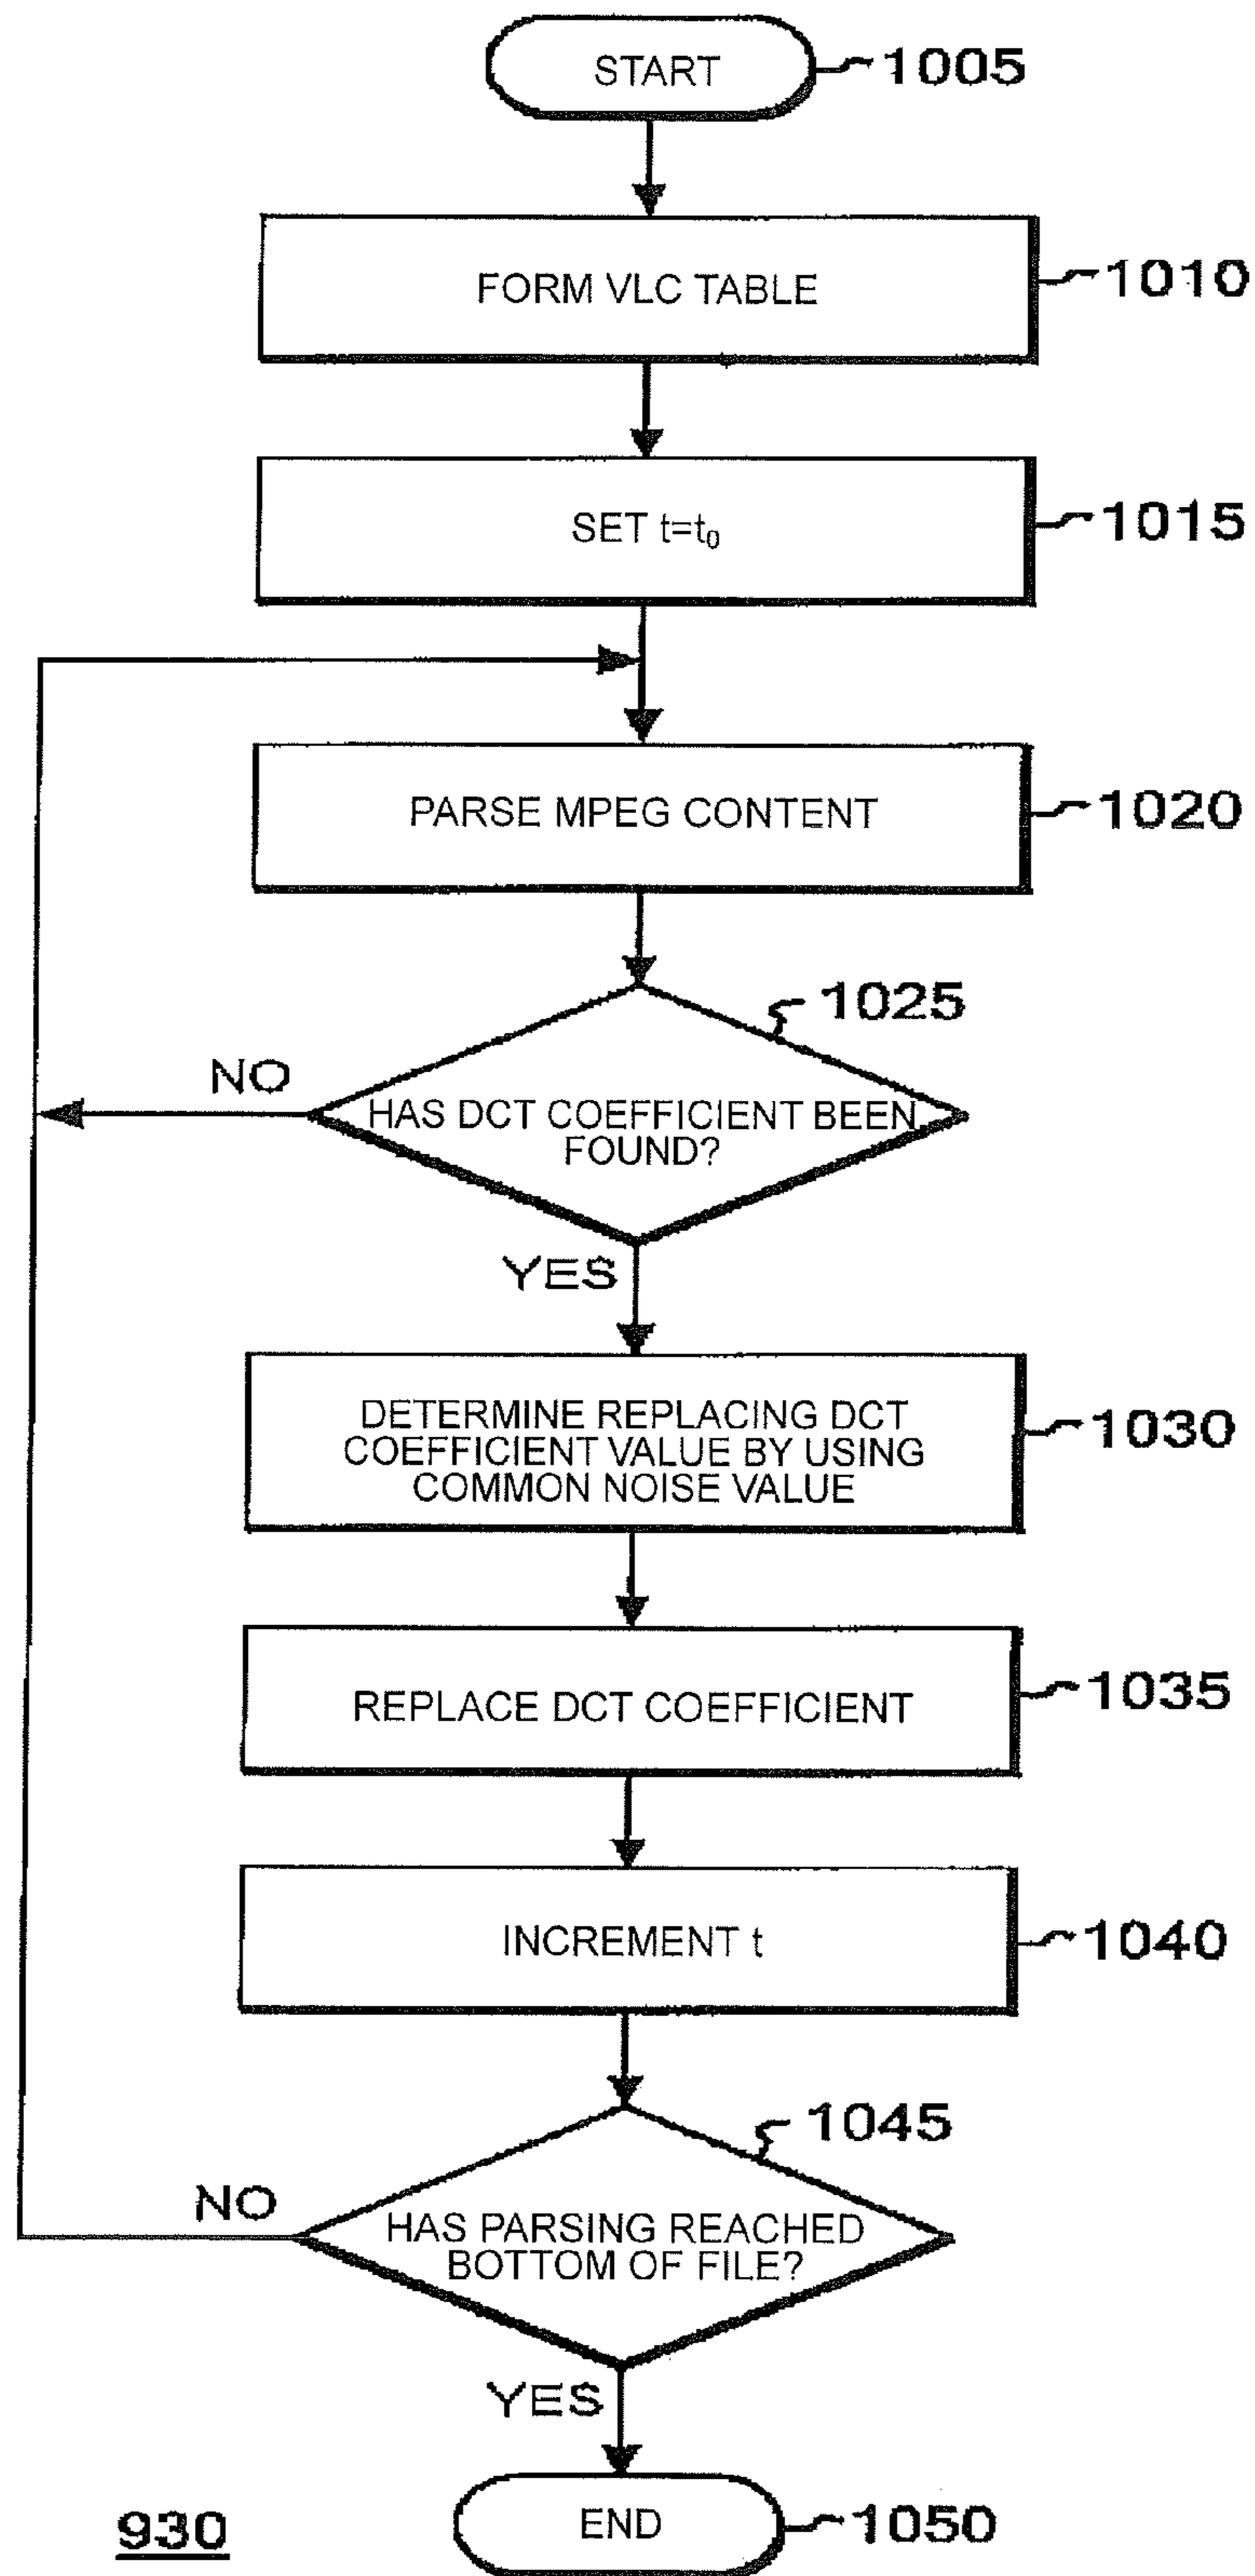 START
1005
FORM VLC TABLE
1010
SET t=t₀
1015
PARSE MPEG CONTENT
1020
1025
NO
HAS DCT COEFFICIENT BEEN
FOUND?
YES
DETERMINE REPLACING DCT
COEFFICIENT VALUE BY USING
COMMON NOISE VALUE
1030
REPLACE DCT COEFFICIENT
1035
INCREMENT t
1040
1045
NO
HAS PARSING REACHED
BOTTOM OF FILE?
YES
END
1050
930